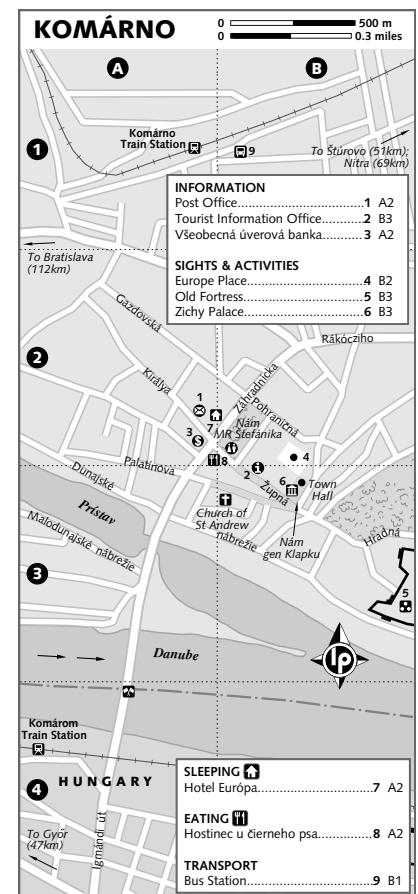 KOMÁRNO
0 500 m
0 0.3 miles
A
B
1
Komárno
Train Station
9
To Štúrovo (51km);
Nitra (69km)
INFORMATION
Post Office..............................1 A2
Tourist Information Office...........2 B3
Všeobecná úverová banka............3 A2
SIGHTS & ACTIVITIES
Europe Place............................4 B2
Old Fortress.............................5 B3
Zichy Palace.............................6 B3
To Bratislava
(112km)
Gazdovská
Rákócziho
2
Králya
Záhradnícka
Pohraničná
1
7
Nám
MR Štefánika
3
8
4
2
Palatínova
Dunajské
6
Town
Hall
Župná
Prístav
Church of
St Andrew
nábrežie
Nám
gen Klapku
Hradná
Malodunajské nábrežie
3
5
Danube
lp
Komárom
Train Station
4
HUNGARY
To Győr
(47km)
Igmándi út
SLEEPING
Hotel Európa............................7 A2
EATING
Hostinec u čierneho psa..............8 A2
TRANSPORT
Bus Station..............................9 B1